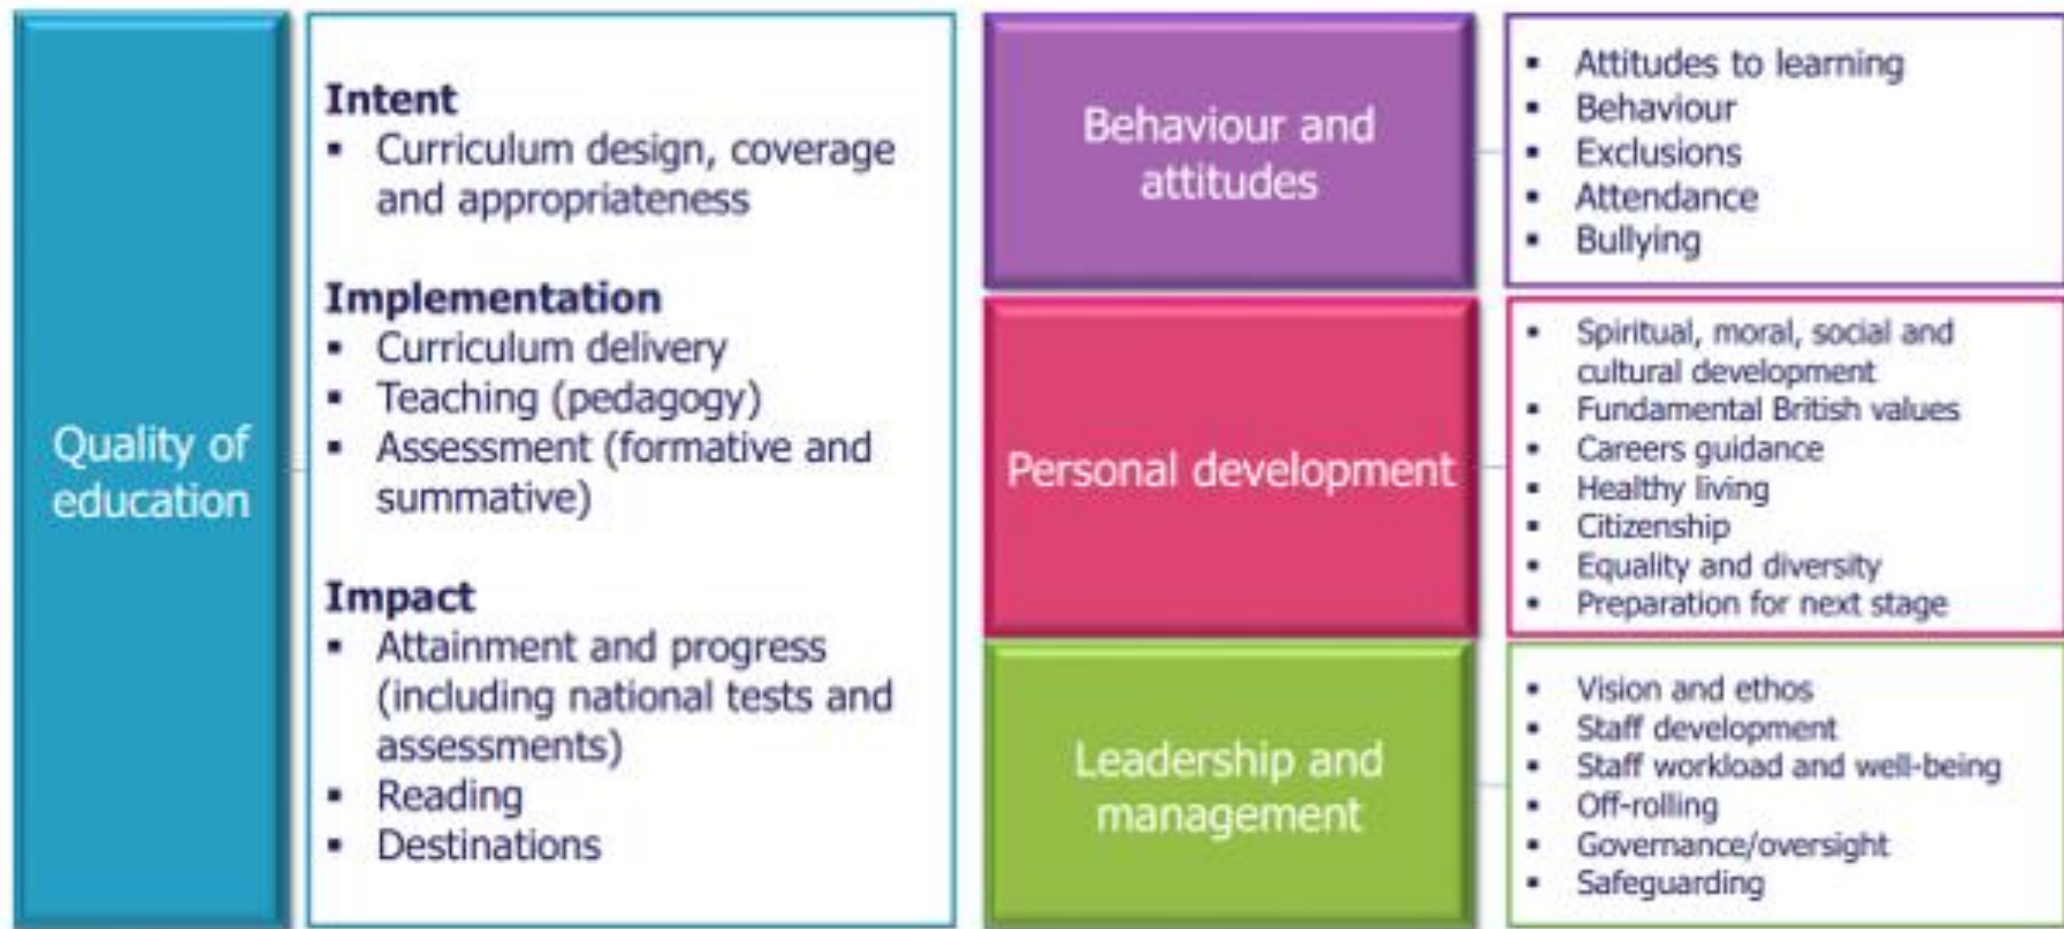 Quality of
education
Intent
▪ Curriculum design, coverage
and appropriateness
Implementation
▪ Curriculum delivery
▪ Teaching (pedagogy)
▪ Assessment (formative and
summative)
Impact
▪ Attainment and progress
(including national tests and
assessments)
▪ Reading
▪ Destinations
Behaviour and
attitudes
▪ Attitudes to learning
▪ Behaviour
▪ Exclusions
▪ Attendance
▪ Bullying
Personal development
▪ Spiritual, moral, social and
cultural development
▪ Fundamental British values
▪ Careers guidance
▪ Healthy living
▪ Citizenship
▪ Equality and diversity
▪ Preparation for next stage
Leadership and
management
▪ Vision and ethos
▪ Staff development
▪ Staff workload and well-being
▪ Off-rolling
▪ Governance/oversight
▪ Safeguarding